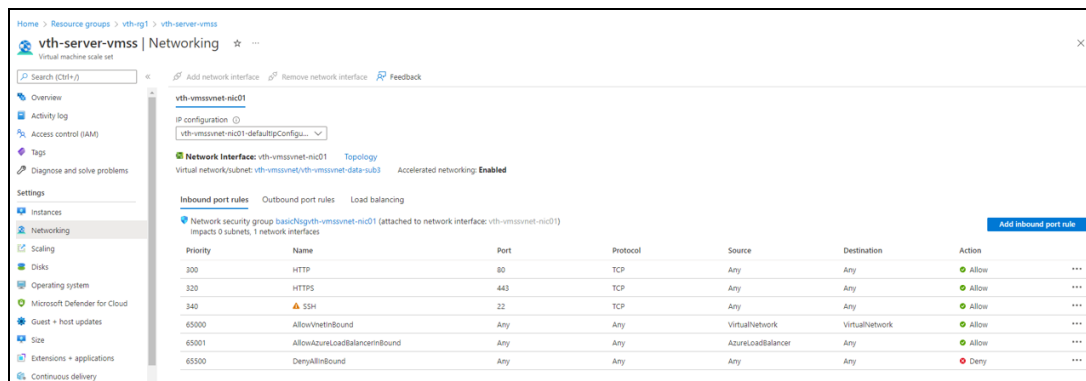 Home > Resource groups > vth-rg1 > vth-server-vmss
vth-server-vmss | Networking
Virtual machine scale set
Search (Ctrl+/)
Add network interface Remove network interface Feedback
Overview
Activity log
Access control (IAM)
Tags
Diagnose and solve problems
Settings
Instances
Networking
Scaling
Disks
Operating system
Microsoft Defender for Cloud
Guest + host updates
Size
Extensions + applications
Continuous delivery
vth-vmssvnet-nic01
IP configuration
vth-vmssvnet-nic01-defaultIpConfigu...
Network Interface: vth-vmssvnet-nic01 Topology
Virtual network/subnet: vth-vmssvnet/vth-vmssvnet-data-sub3 Accelerated networking: Enabled
Inbound port rules Outbound port rules Load balancing
Network security group basicNsgvth-vmssvnet-nic01 (attached to network interface: vth-vmssvnet-nic01)
Impacts 0 subnets, 1 network interfaces
Add inbound port rule
Priority Name Port Protocol Source Destination Action
300 HTTP 80 TCP Any Any Allow
320 HTTPS 443 TCP Any Any Allow
340 SSH 22 TCP Any Any Allow
65000 AllowVnetInBound Any Any VirtualNetwork VirtualNetwork Allow
65001 AllowAzureLoadBalancerInBound Any Any AzureLoadBalancer Any Allow
65500 DenyAllInBound Any Any Any Any Deny